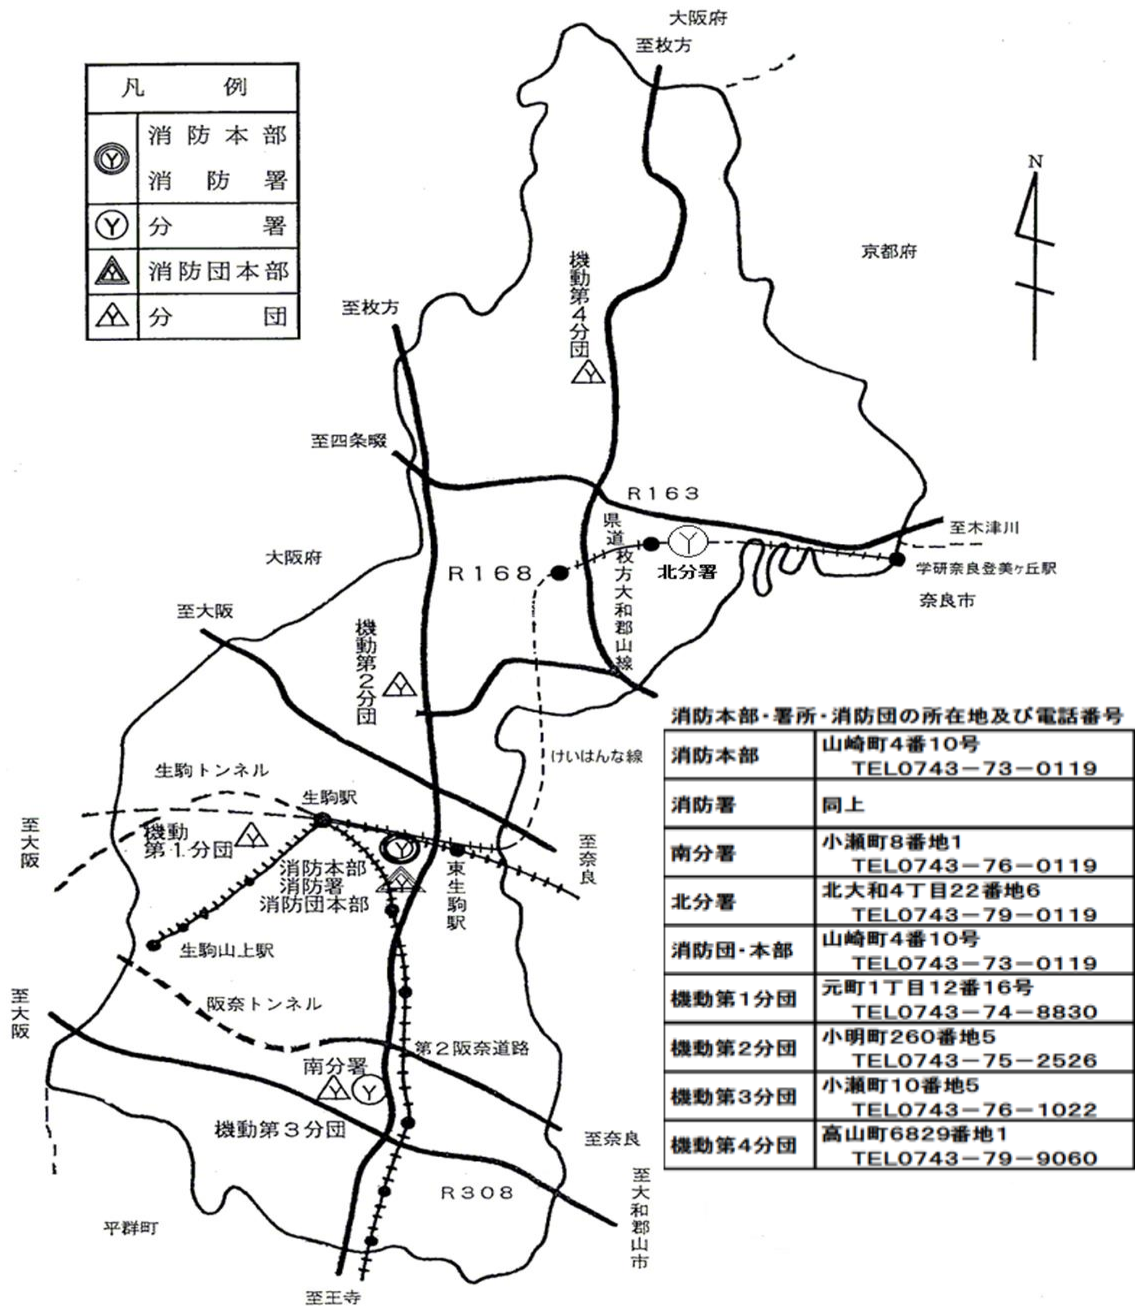 大阪府
至枚方
凡 例
消防本部
消防署
分署
消防団本部
分団
N
京都府
機動第4分団
至枚方
至四条畷
R163
県道枚方大和郡山線
至木津川
大阪府
R168
北分署
学研奈良登美ヶ丘駅
奈良市
至大阪
機動第2分団
けいはんな線
生駒トンネル
生駒駅
至大阪
機動
第1分団
消防本部
消防署
消防団本部
東生駒駅
至奈良
生駒山上駅
至大阪
阪奈トンネル
第2阪奈道路
南分署
機動第3分団
至奈良
R308
至大和郡山市
平群町
至王寺
消防本部・署所・消防団の所在地及び電話番号
消防本部 山崎町4番10号
TEL0743-73-0119
消防署 同上
南分署 小瀬町8番地1
TEL0743-76-0119
北分署 北大和4丁目22番地6
TEL0743-79-0119
消防団・本部 山崎町4番10号
TEL0743-73-0119
機動第1分団 元町1丁目12番16号
TEL0743-74-8830
機動第2分団 小明町260番地5
TEL0743-75-2526
機動第3分団 小瀬町10番地5
TEL0743-76-1022
機動第4分団 高山町6829番地1
TEL0743-79-9060